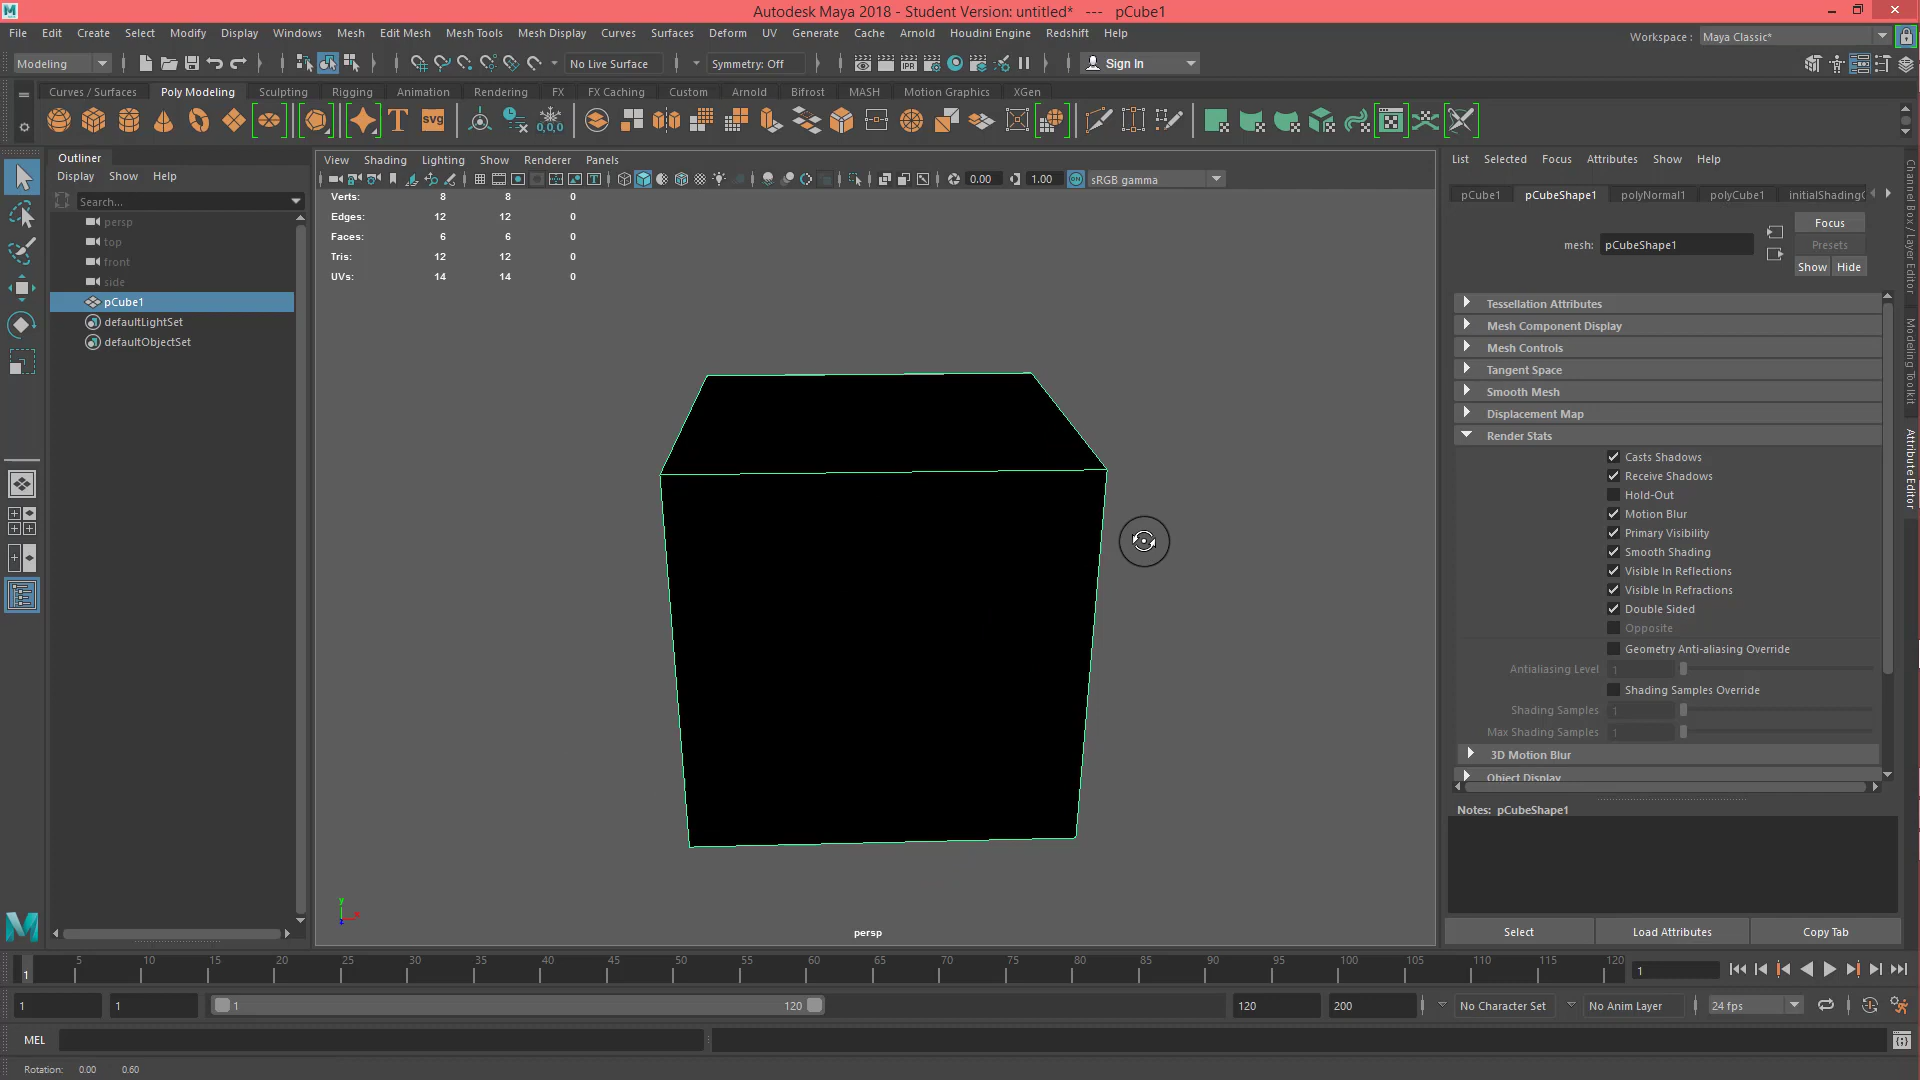 Autodesk Maya 2018 - Student Version: untitled* --- pCube1
File Edit Create Select Modify Display Windows Mesh Edit Mesh Mesh Tools Mesh Display Curves Surfaces Deform UV Generate Cache Arnold Houdini Engine Redshift Help
Workspace : Maya Classic*
Modeling No Live Surface Symmetry: Off Sign In
Curves / Surfaces Poly Modeling Sculpting Rigging Animation Rendering FX FX Caching Custom Arnold Bifrost MASH Motion Graphics XGen
T SVG 0,0,0
Outliner
Display Show Help
Search...
persp
top
front
side
pCube1
defaultLightSet
defaultObjectSet
View Shading Lighting Show Renderer Panels
0.00 1.00 ON sRGB gamma
Verts: 8 8 0
Edges: 12 12 0
Faces: 6 6 0
Tris: 12 12 0
UVs: 14 14 0
y
persp
List Selected Focus Attributes Show Help
pCube1 pCubeShape1 polyNormal1 polyCube1 initialShadingG
Focus
Presets
mesh: pCubeShape1
Show Hide
Tessellation Attributes
Mesh Component Display
Mesh Controls
Tangent Space
Smooth Mesh
Displacement Map
Render Stats
Casts Shadows
Receive Shadows
Hold-Out
Motion Blur
Primary Visibility
Smooth Shading
Visible In Reflections
Visible In Refractions
Double Sided
Opposite
Geometry Anti-aliasing Override
Antialiasing Level 1
Shading Samples Override
Shading Samples 1
Max Shading Samples 1
3D Motion Blur
Object Display
Notes: pCubeShape1
Select Load Attributes Copy Tab
Channel Box / Layer Editor
Modeling Toolkit
Attribute Editor
1 5 10 15 20 25 30 35 40 45 50 55 60 65 70 75 80 85 90 95 100 105 110 115 120 1
1 1 1 120 120 200 No Character Set No Anim Layer 24 fps
MEL
Rotation: 0.00 0.60